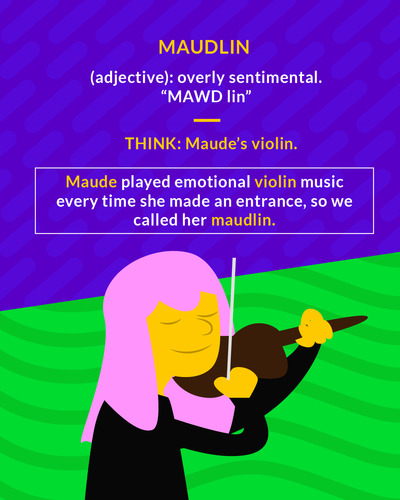 MAUDLIN
(adjective): overly sentimental.
“MAWD lin”
THINK: Maude’s violin.
Maude played emotional violin music
every time she made an entrance, so we
called her maudlin.